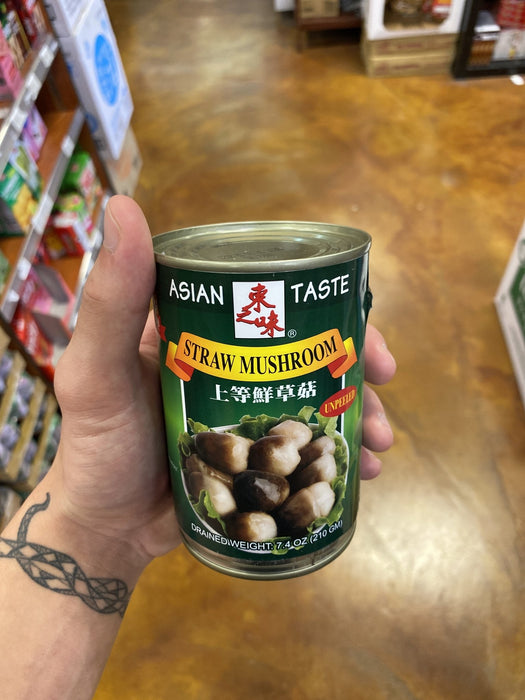 ASIAN TASTE
東之味
®
STRAW MUSHROOM
上等鮮草菇
UNPEELED
DRAINED WEIGHT: 7.4 OZ (210 GM)